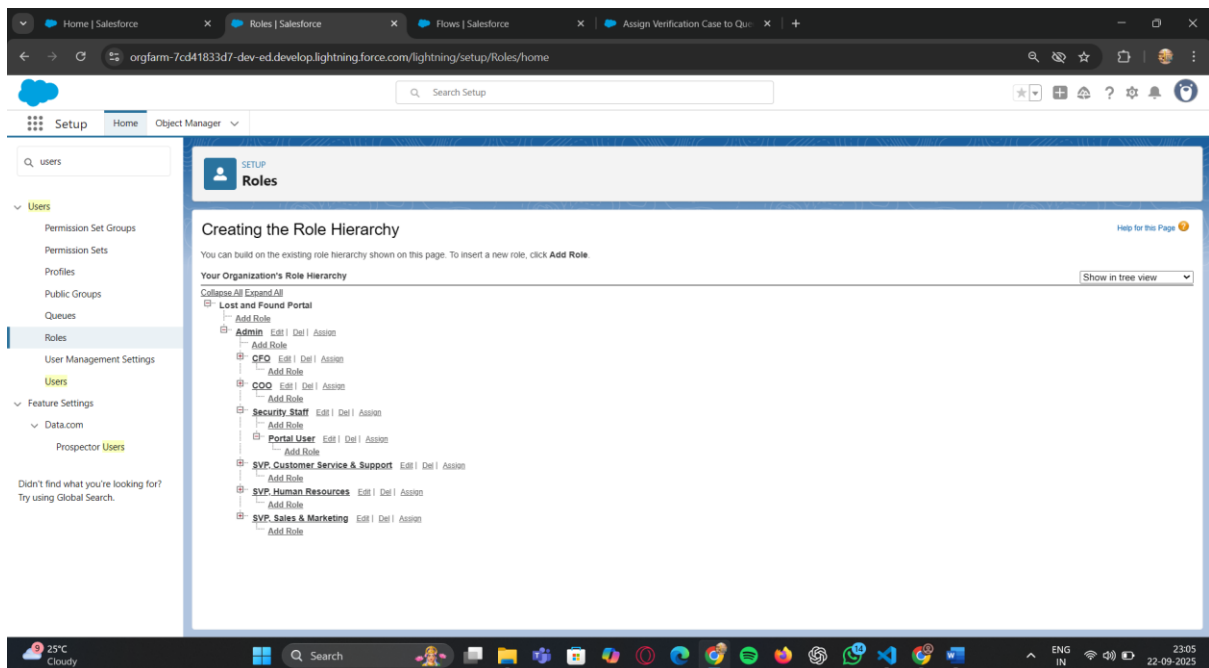 Home | Salesforce
Roles | Salesforce
Flows | Salesforce
Assign Verification Case to Que
orgfarm-7cd41833d7-dev-ed.develop.lightning.force.com/lightning/setup/Roles/home
Search Setup
Setup
Home
Object Manager
users
Users
Permission Set Groups
Permission Sets
Profiles
Public Groups
Queues
Roles
User Management Settings
Users
Feature Settings
Data.com
Prospector Users
Didn't find what you're looking for?
Try using Global Search.
SETUP
Roles
Creating the Role Hierarchy
Help for this Page
You can build on the existing role hierarchy shown on this page. To insert a new role, click Add Role.
Your Organization's Role Hierarchy
Show in tree view
Collapse All Expand All
Lost and Found Portal
Add Role
Admin Edit | Del | Assign
Add Role
CFO Edit | Del | Assign
Add Role
COO Edit | Del | Assign
Add Role
Security Staff Edit | Del | Assign
Add Role
Portal User Edit | Del | Assign
Add Role
SVP, Customer Service & Support Edit | Del | Assign
Add Role
SVP, Human Resources Edit | Del | Assign
Add Role
SVP, Sales & Marketing Edit | Del | Assign
Add Role
9
25°C
Cloudy
Search
14
ENG
IN
23:05
22-09-2025